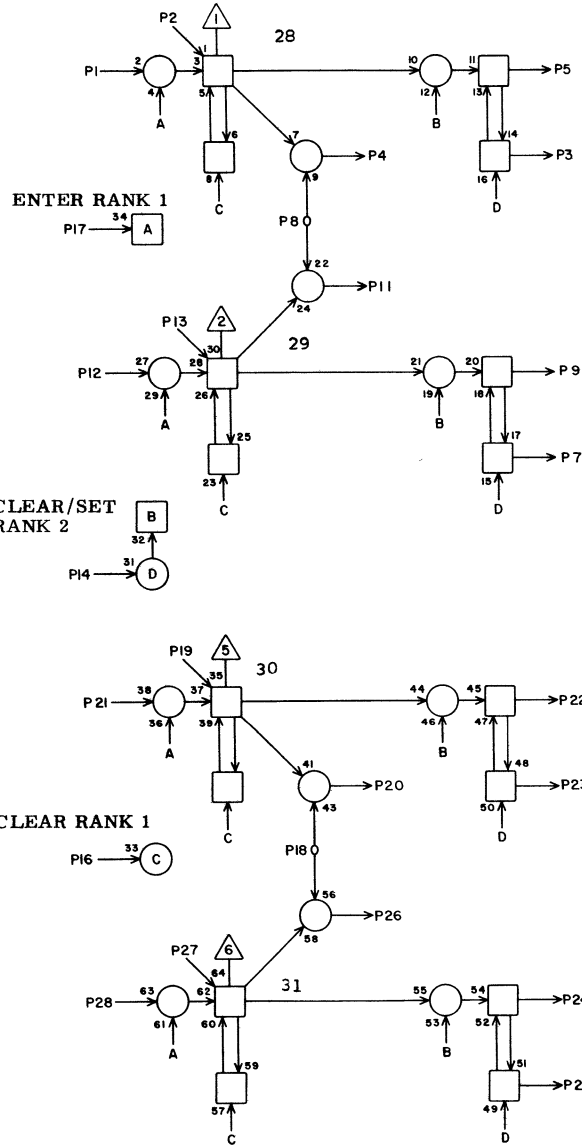 P2 1 28
P1 2 3 1 10 11 P5
4 5 12 13
A 6 7 B 14
P4 P3
8 9 16
ENTER RANK 1 C D
P17 34 A P8
22
P11
24
P13 2 29
30
P12 27 28 21 20 P9
29 26 19 18
A 25 B 17
P7
23 15
C D
CLEAR/SET
RANK 2
B
32
P14 31 D
P19 5 30
35
P21 38 37 44 45 P22
36 39 46 47
A 41 B 48
P20 P23
43 50
C D
CLEAR RANK 1
P16 33 C P18
56
P26
58
P27 6 31
64
P28 63 62 55 54 P24
61 60 53 52
A 59 B 51
P2
57 49
C D